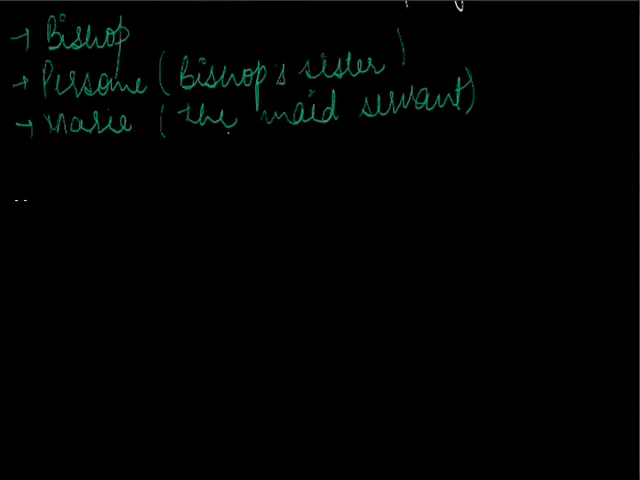 → Bishop
→ Persome (Bishop's sister)
→ Marie (the maid servant)